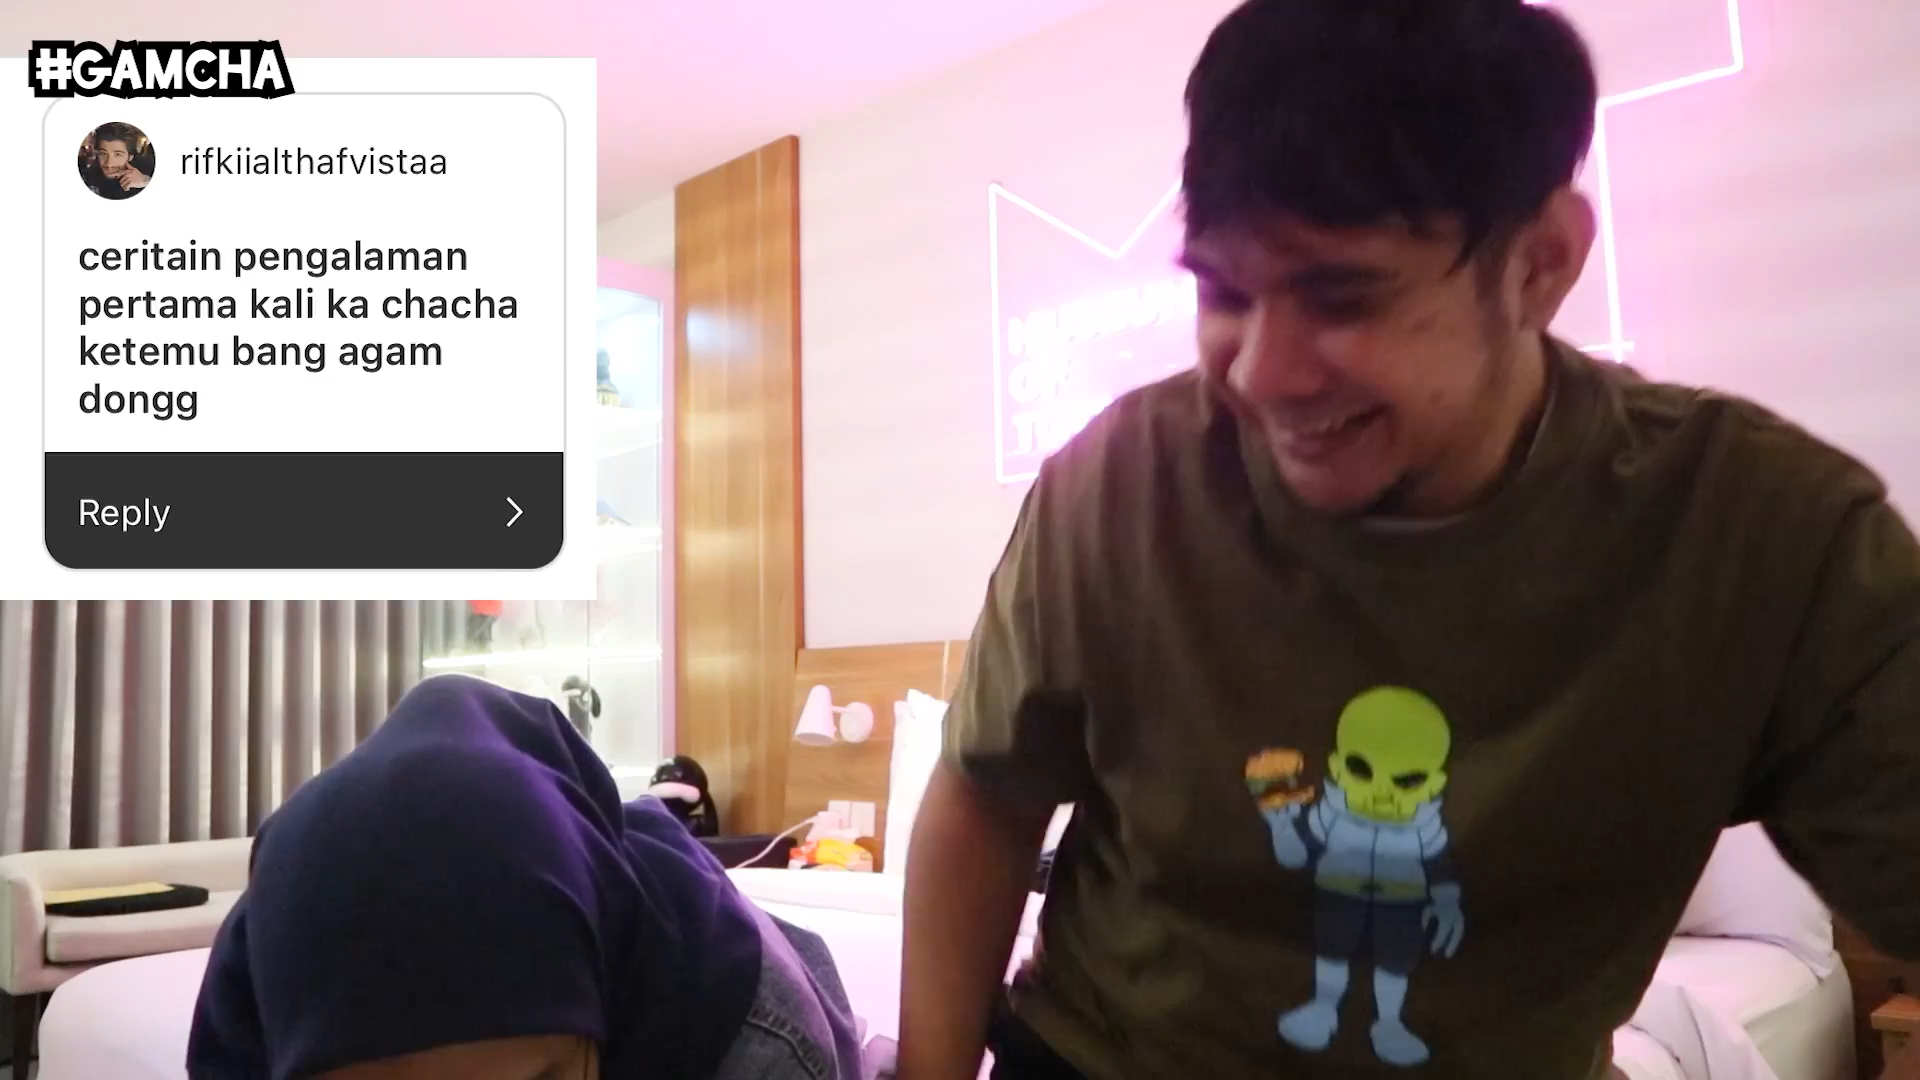 #GAMCHA
rifkiialthafvistaa
ceritain pengalaman
pertama kali ka chacha
ketemu bang agam
dongg
Reply